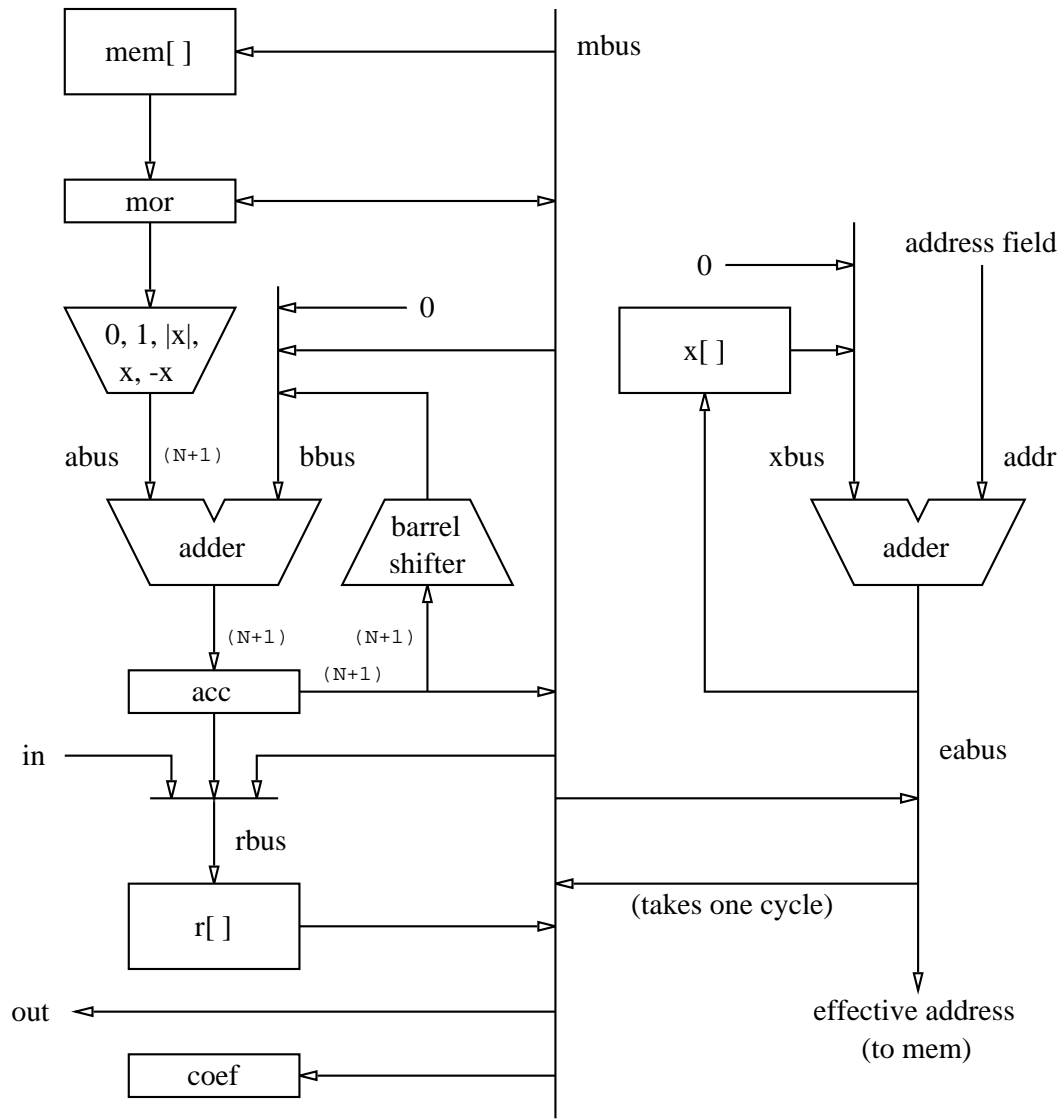 mem[ ]
mbus
mor
address field
0
0
0, 1, |x|,
x, -x
x[ ]
abus
(N+1)
bbus
xbus
addr
adder
barrel
shifter
adder
(N+1)
(N+1)
(N+1)
acc
in
eabus
rbus
(takes one cycle)
r[ ]
out
effective address
(to mem)
coef